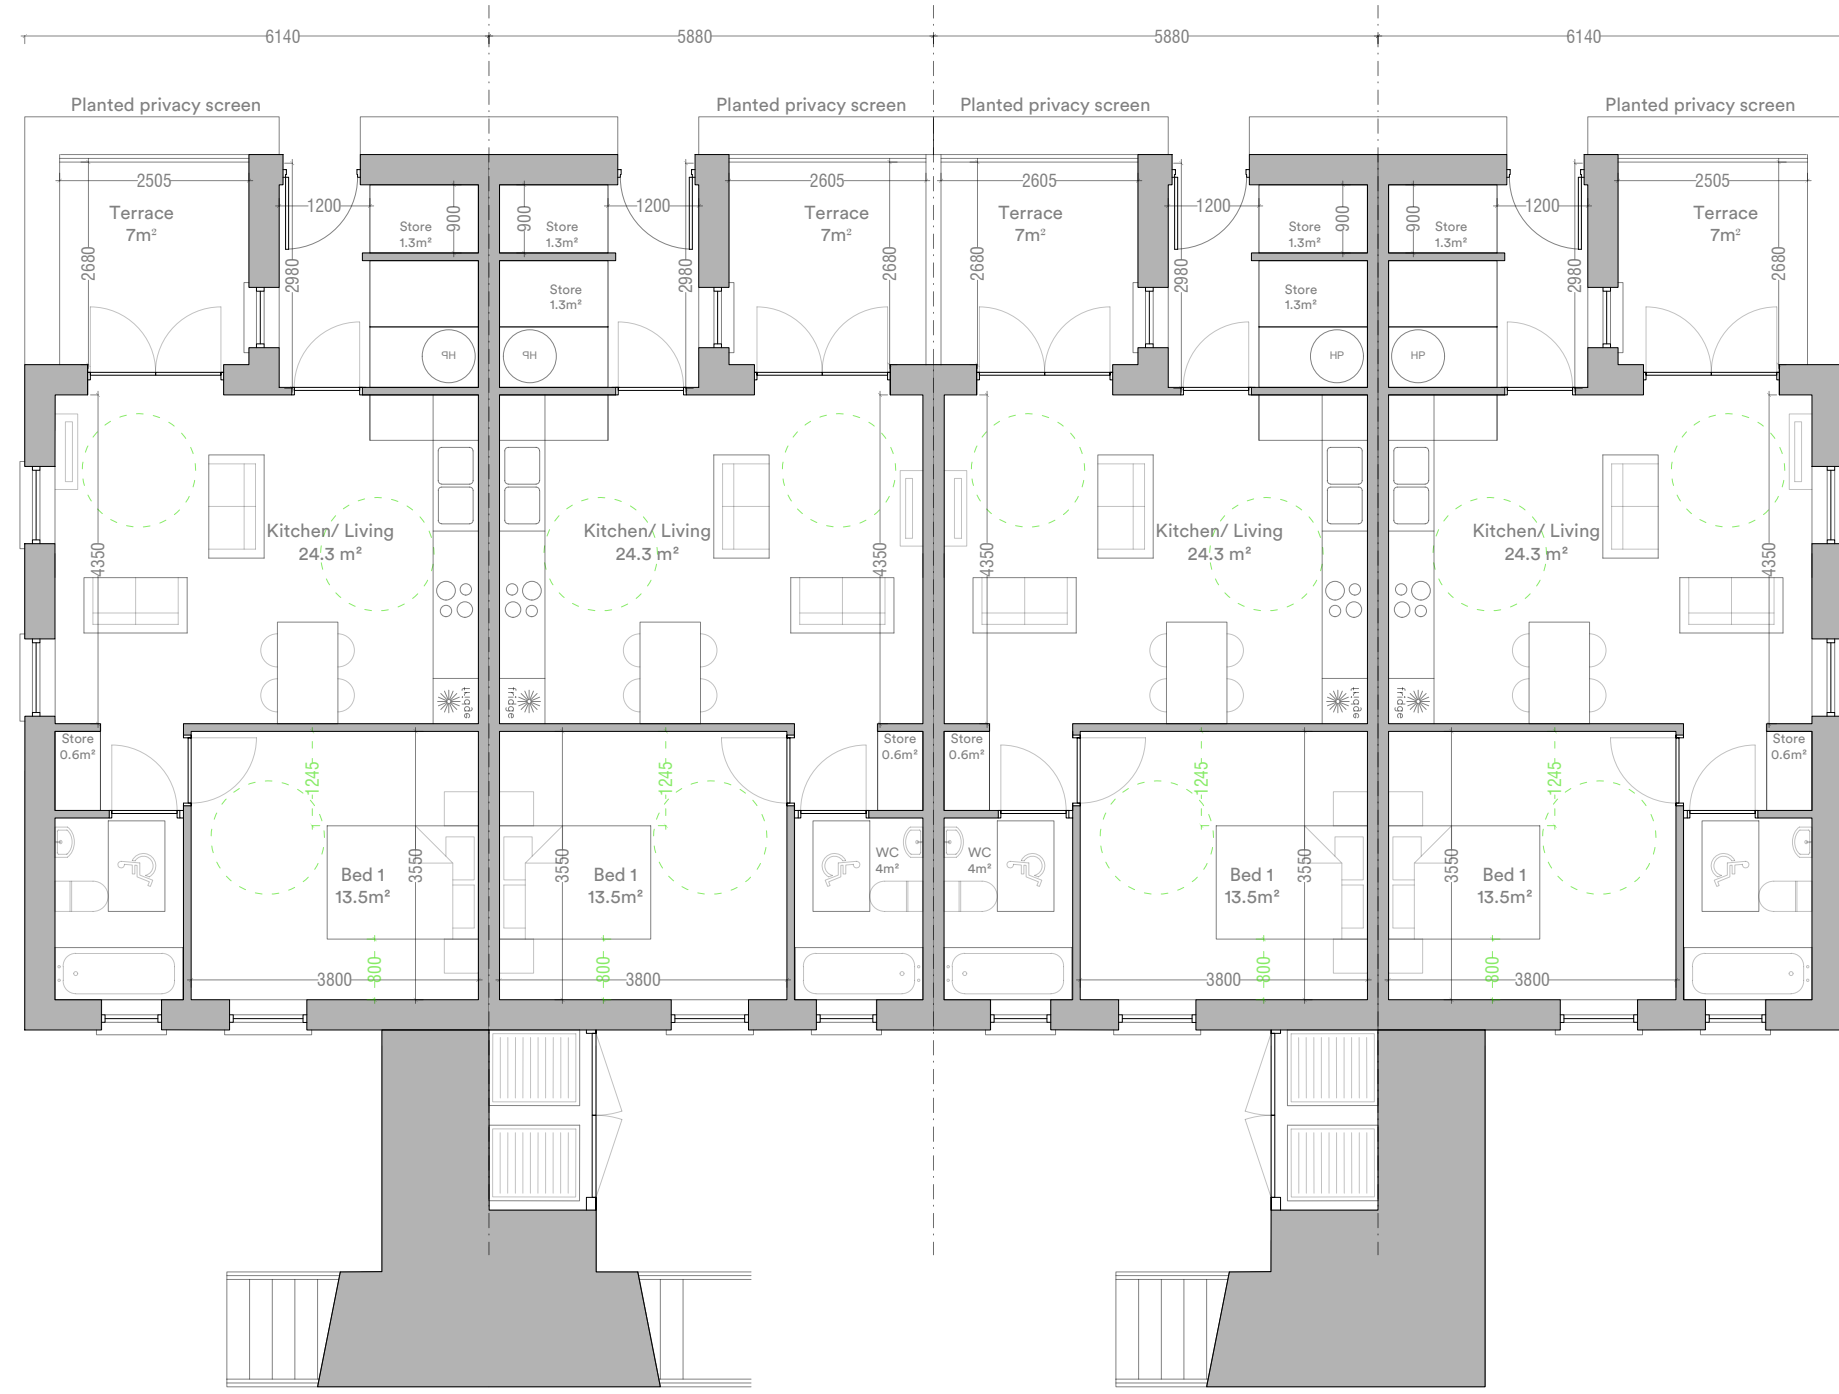 6140
5880
5880
6140
Planted privacy screen
Planted privacy screen
Planted privacy screen
Planted privacy screen
2505
2605
2605
2505
1200
1200
1200
1200
Terrace
7m²
Terrace
7m²
Terrace
7m²
Terrace
7m²
900
900
900
900
Store
1.3m²
Store
1.3m²
Store
1.3m²
Store
1.3m²
2680
2980
2980
2680
2680
2980
2980
2680
Store
1.3m²
Store
1.3m²
HP
HP
HP
HP
Kitchen/ Living
24.3 m²
Kitchen/ Living
24.3 m²
Kitchen/ Living
24.3 m²
Kitchen/ Living
24.3 m²
4350
4350
4350
4350
fridge
fridge
fridge
fridge
Store
0.6m²
Store
0.6m²
Store
0.6m²
Store
0.6m²
1245
1245
1245
1245
3550
3550
3550
3550
WC
4m²
WC
4m²
Bed 1
13.5m²
Bed 1
13.5m²
Bed 1
13.5m²
Bed 1
13.5m²
3800
800
800
3800
3800
800
800
3800